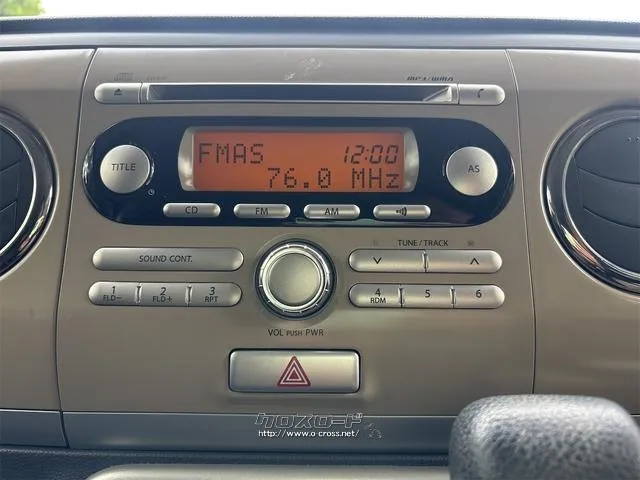 MP3/WMA
TITLE
FMAS 12:00
76.0 MHz
AS
CD FM AM
SOUND CONT.
TUNE/TRACK
1 FLD－
2 FLD＋
3 RPT
4 RDM
5
6
VOL PUSH PWR
クロスロード
http://www.o-cross.net/